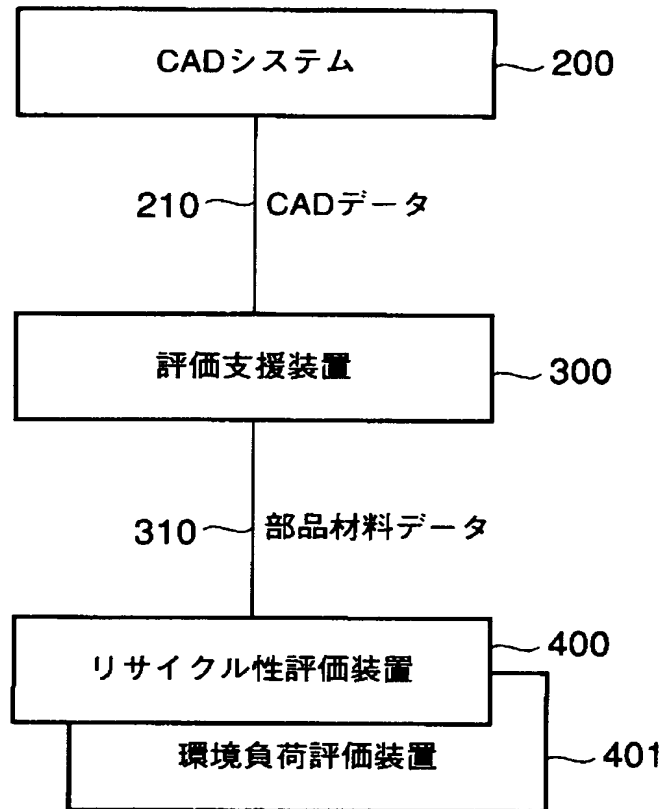 CADシステム 200
210 CADデータ
評価支援装置 300
310 部品材料データ
リサイクル性評価装置 400
環境負荷評価装置 401